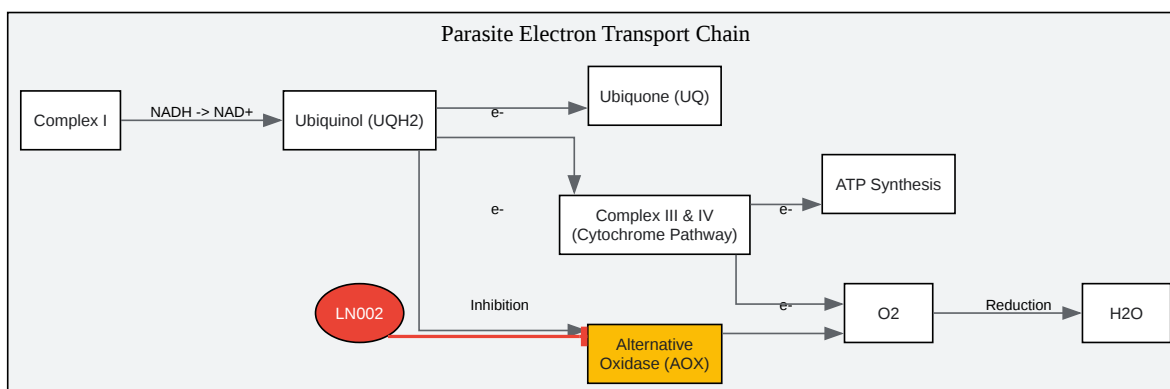 Parasite Electron Transport Chain
Complex I
NADH -> NAD+
Ubiquinol (UQH2)
e-
Ubiquone (UQ)
e-
Complex III & IV
(Cytochrome Pathway)
e-
ATP Synthesis
LN002
Inhibition
Alternative
Oxidase (AOX)
e-
O2
Reduction
H2O